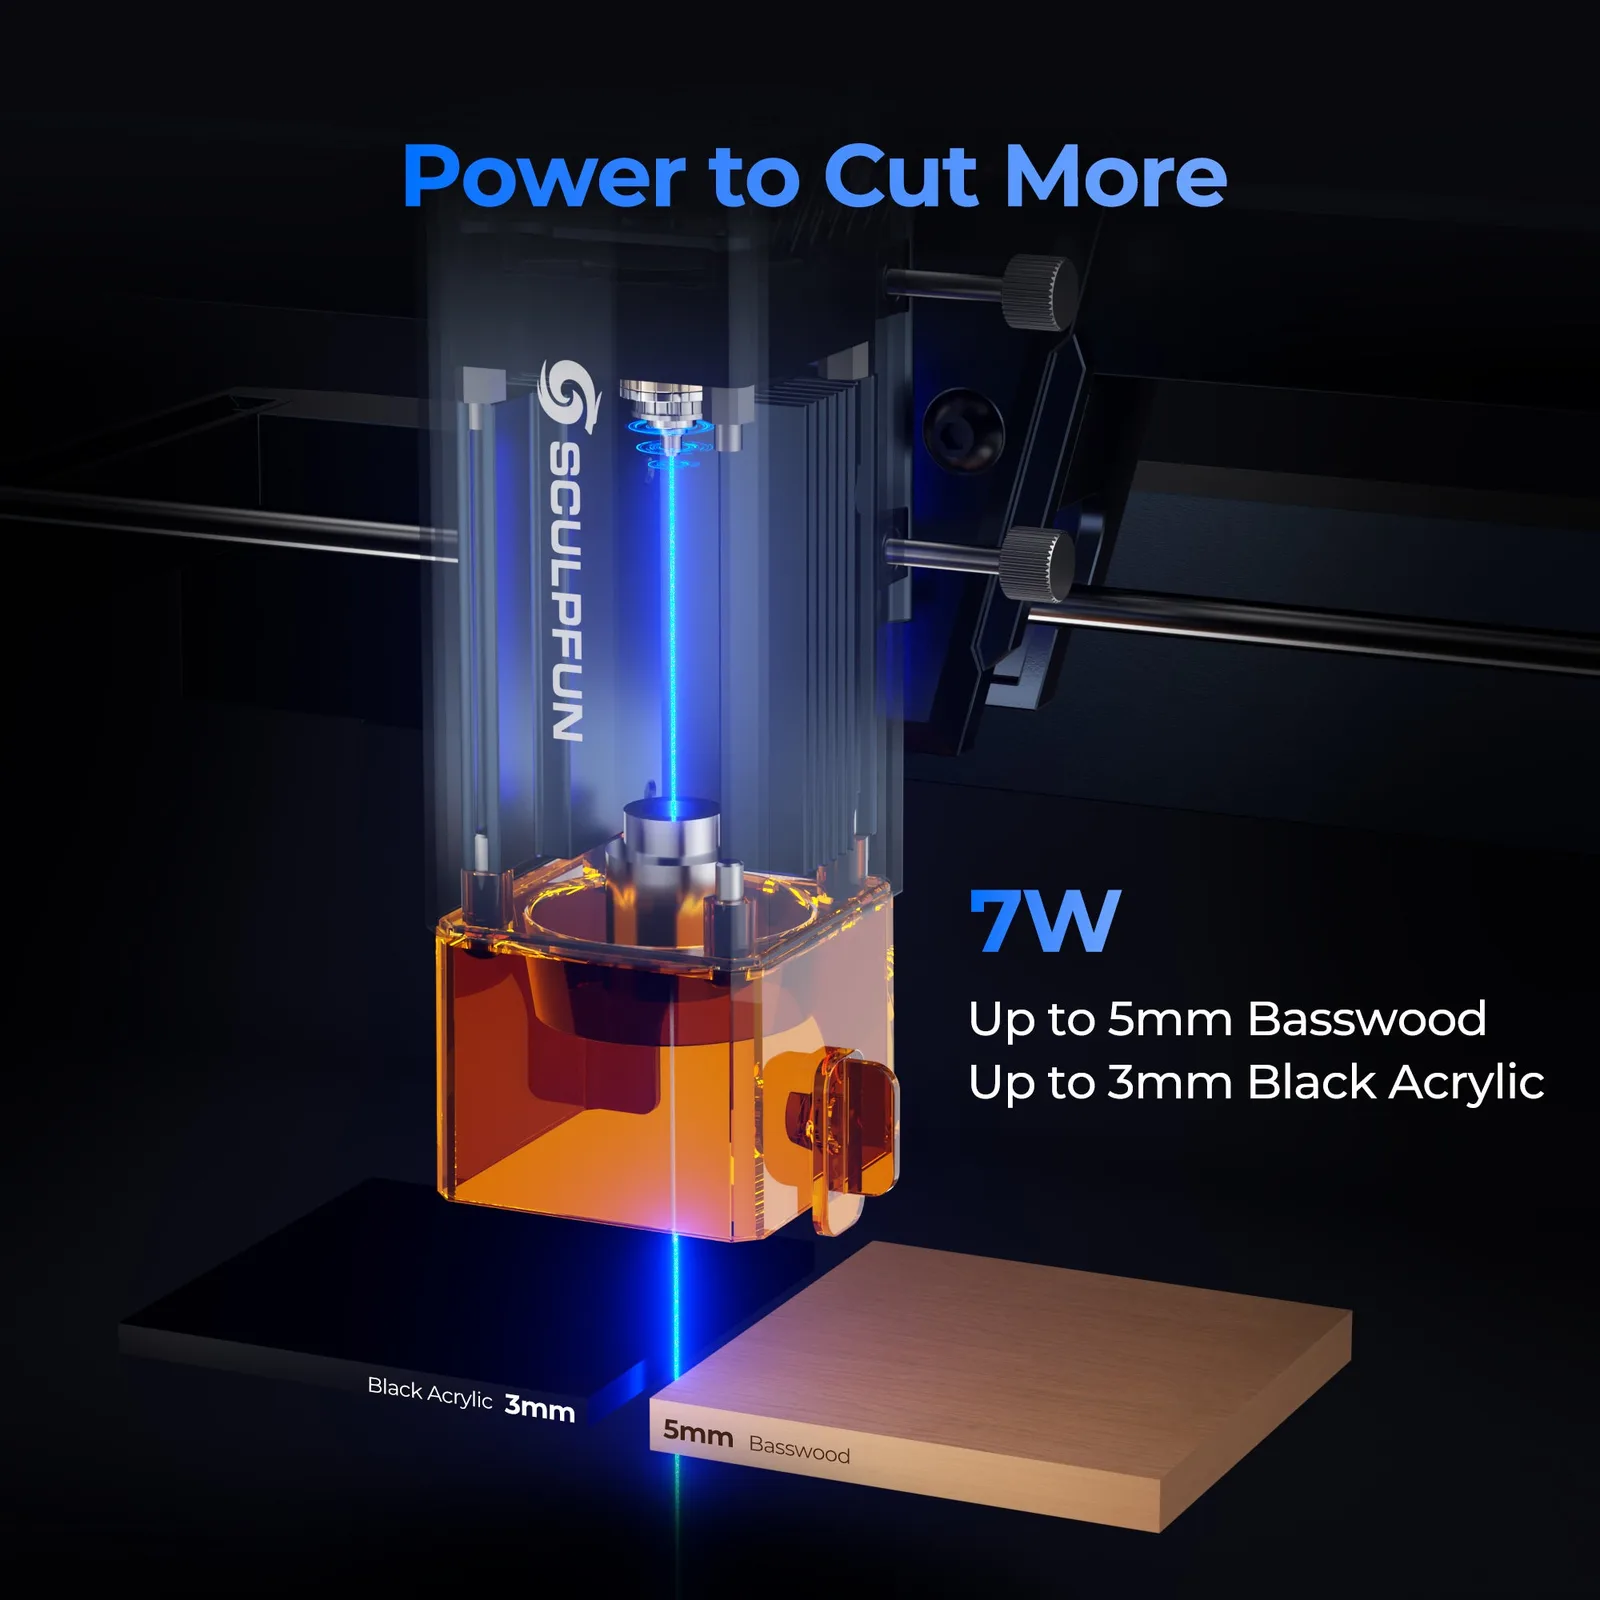 Power to Cut More
SCULPFUN
7W
Up to 5mm Basswood
Up to 3mm Black Acrylic
Black Acrylic 3mm
5mm Basswood